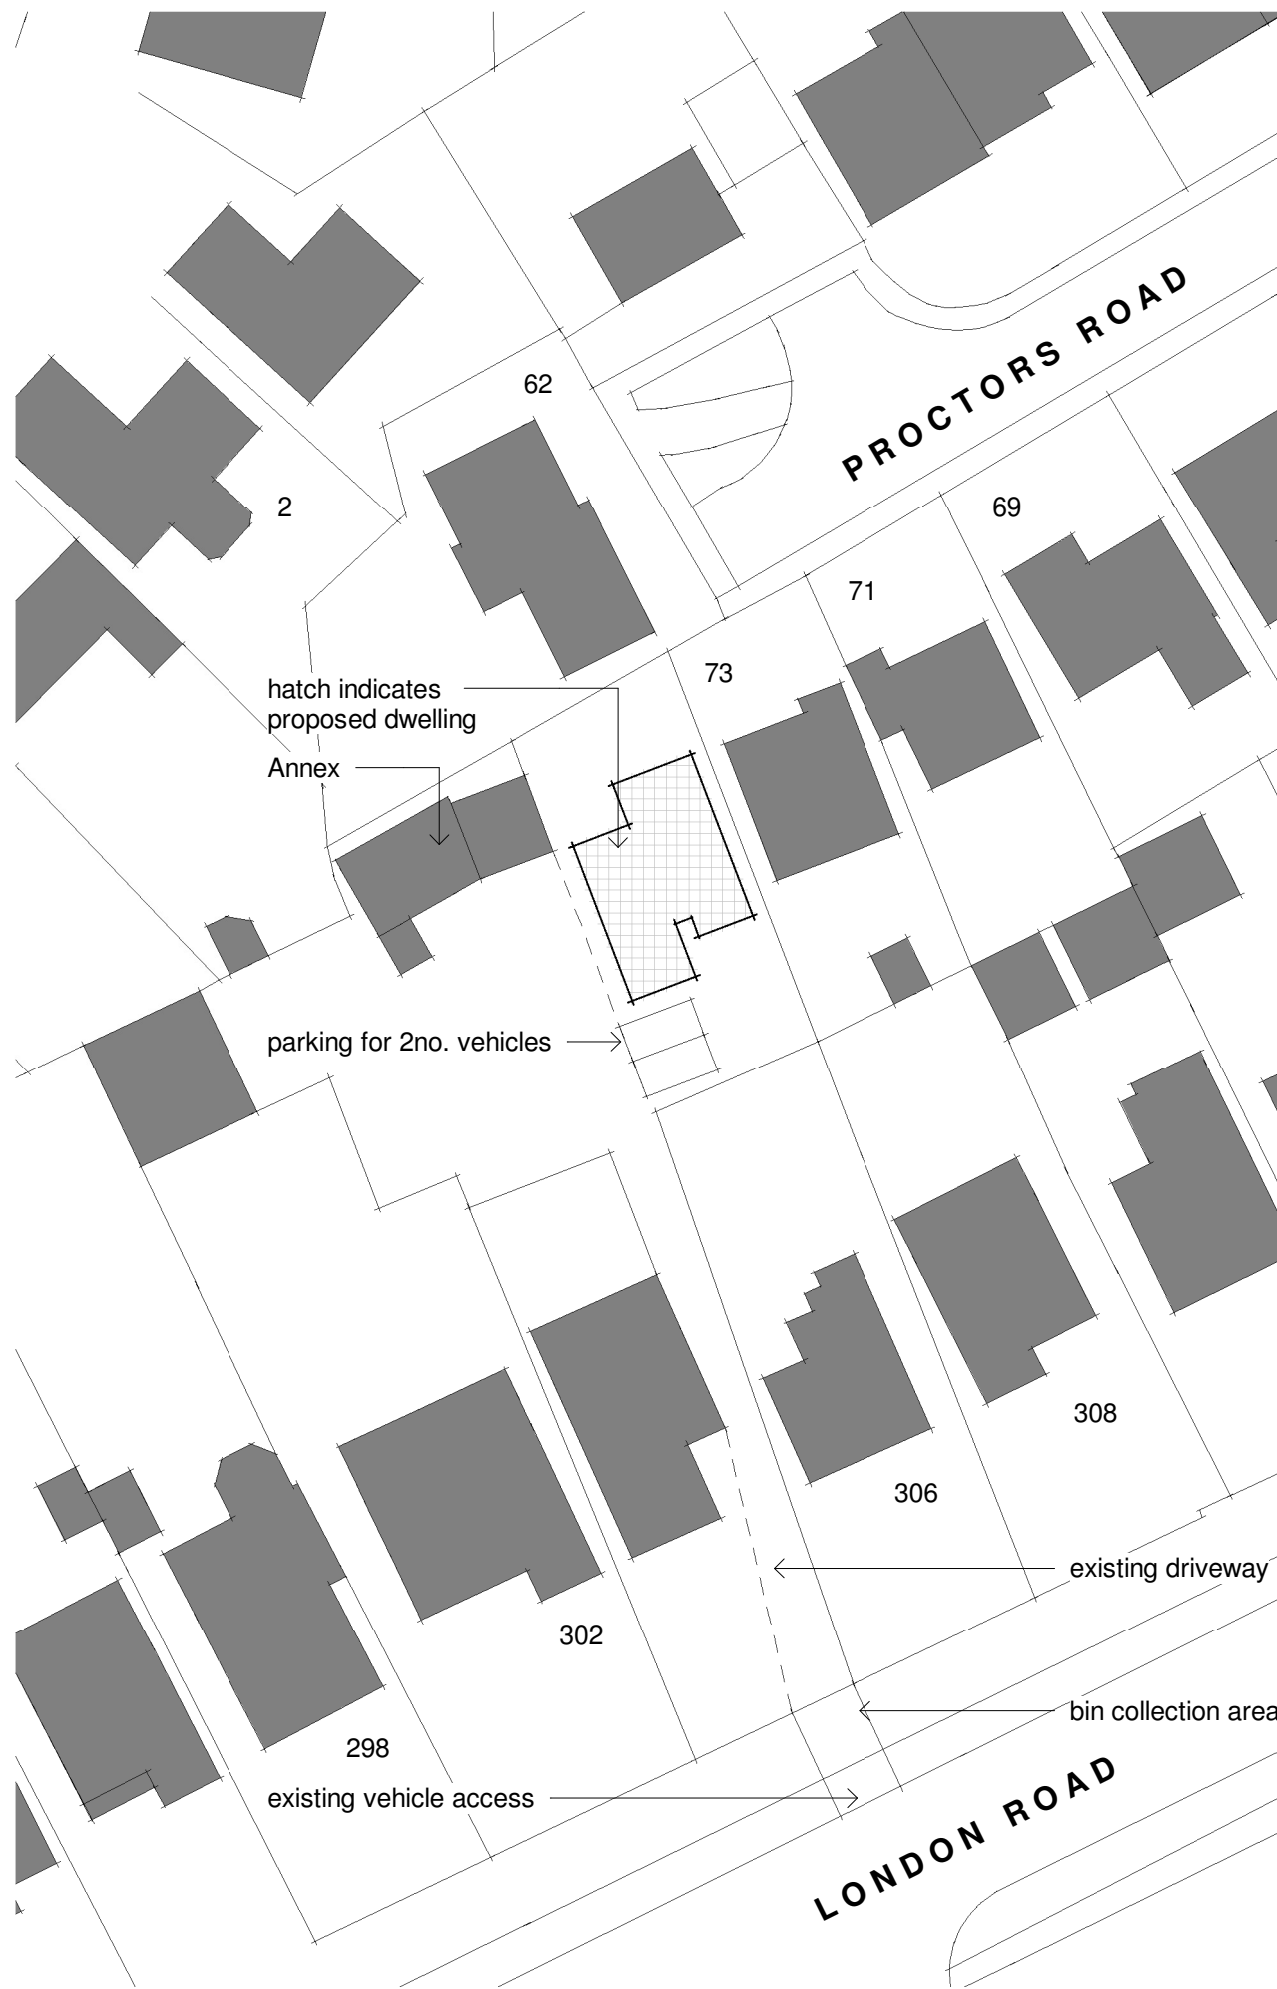 PROCTORS ROAD
62
2
69
71
73
hatch indicates
proposed dwelling
Annex
parking for 2no. vehicles
308
306
existing driveway
302
bin collection area
298
existing vehicle access
LONDON ROAD